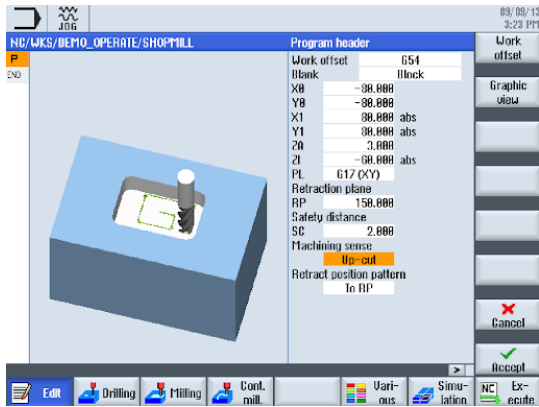 JOG
09/09/13
3:23 PM
NC/WKS/DEMO_OPERATE/SHOPMILL
Program header
Work offset
P
END
Work offset G54
Blank Block
X0 -80.000
Y0 -80.000
X1 80.000 abs
Y1 80.000 abs
ZA 3.000
ZI -60.000 abs
PL G17 (XY)
Retraction plane
RP 150.000
Safety distance
SC 2.000
Machining sense
Up-cut
Retract position pattern
To RP
Graphic
view
Cancel
Accept
>
Edit
Drilling
Milling
Cont.
mill.
Vari-
ous
Simu-
lation
NC
Ex-
ecute